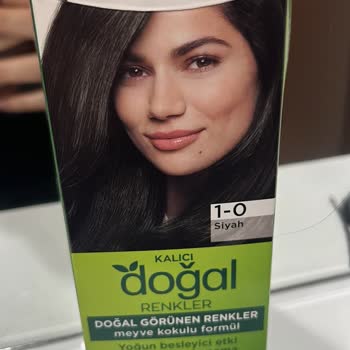 1-0
Siyah
KALICI
doğal
RENKLER
DOĞAL GÖRÜNEN RENKLER
meyve kokulu formül
Yoğun besleyici etki